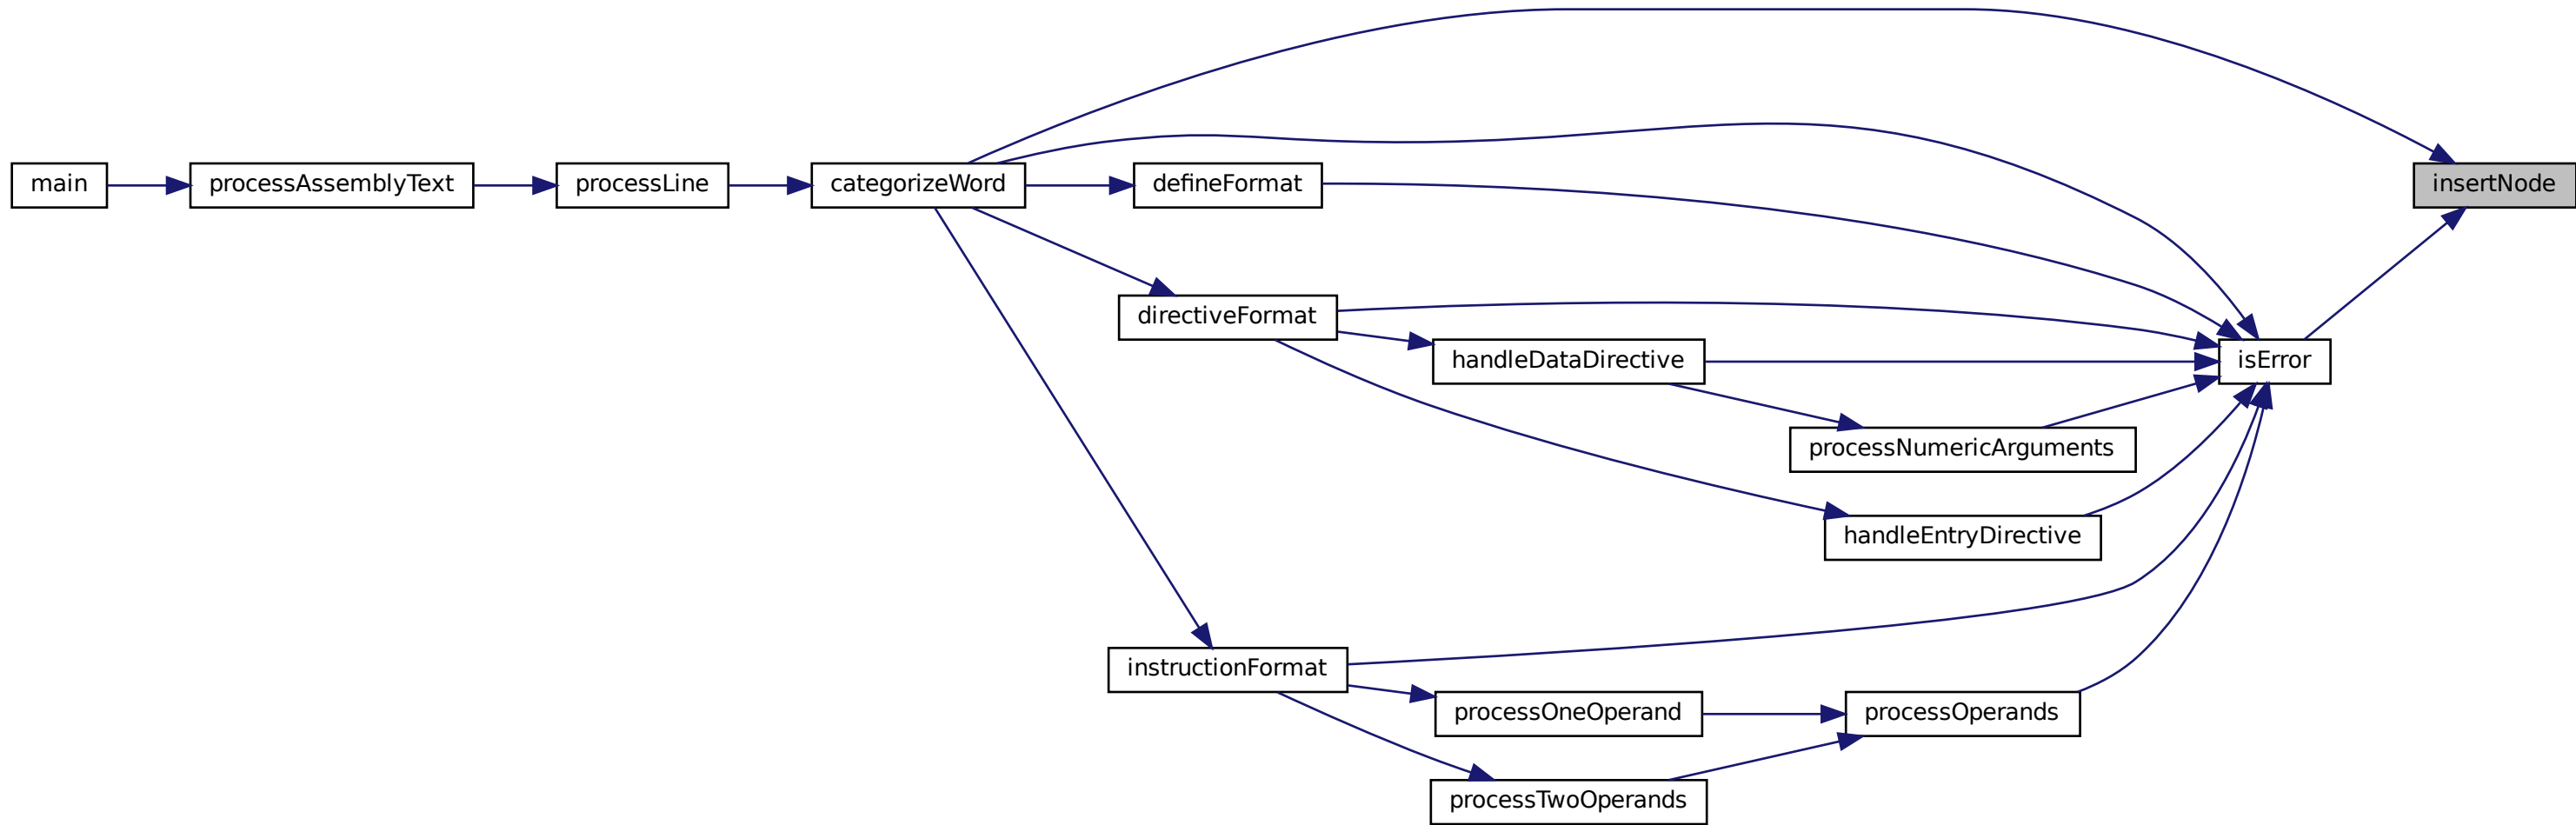 main
processAssemblyText
processLine
categorizeWord
defineFormat
insertNode
directiveFormat
handleDataDirective
isError
processNumericArguments
handleEntryDirective
instructionFormat
processOneOperand
processOperands
processTwoOperands